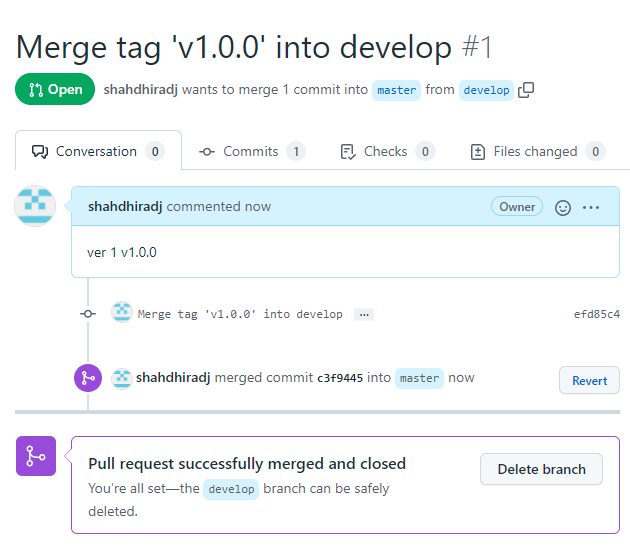 Merge tag 'v1.0.0' into develop #1
Open shahdhiradj wants to merge 1 commit into master from develop
Conversation 0 Commits 1 Checks 0 Files changed 0
shahdhiradj commented now Owner ...
ver 1 v1.0.0
Merge tag 'v1.0.0' into develop ... efd85c4
shahdhiradj merged commit c3f9445 into master now Revert
Pull request successfully merged and closed Delete branch
You're all set—the develop branch can be safely
deleted.